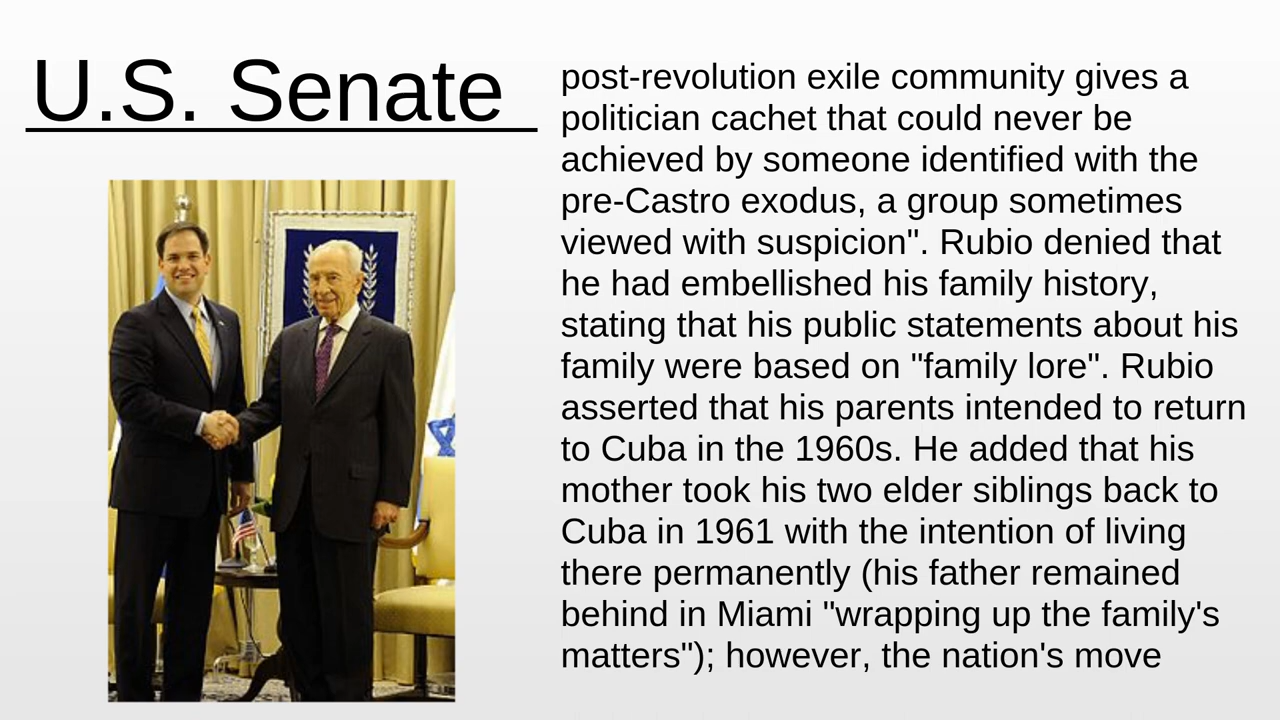 U.S. Senate
post-revolution exile community gives a
politician cachet that could never be
achieved by someone identified with the
pre-Castro exodus, a group sometimes
viewed with suspicion". Rubio denied that
he had embellished his family history,
stating that his public statements about his
family were based on "family lore". Rubio
asserted that his parents intended to return
to Cuba in the 1960s. He added that his
mother took his two elder siblings back to
Cuba in 1961 with the intention of living
there permanently (his father remained
behind in Miami "wrapping up the family's
matters"); however, the nation's move